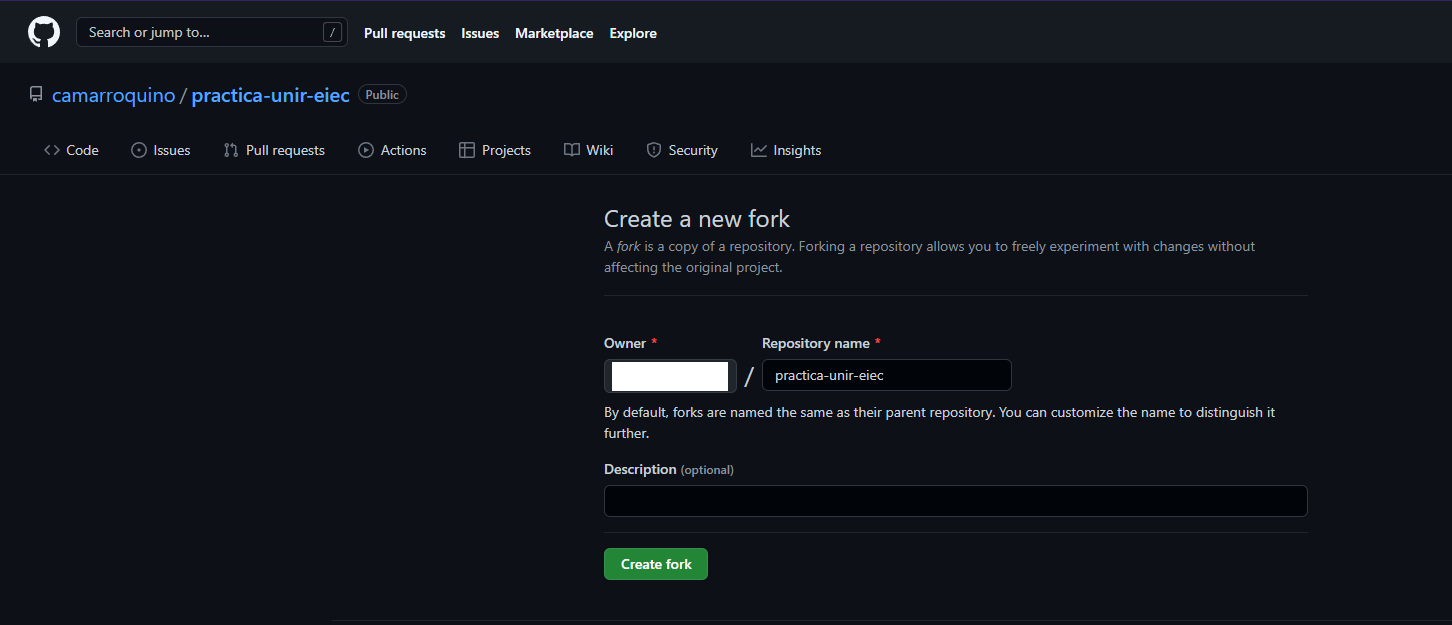 Search or jump to... /
Pull requests Issues Marketplace Explore
camarroquino / practica-unir-eiec Public
Code Issues Pull requests Actions Projects Wiki Security Insights
Create a new fork
A fork is a copy of a repository. Forking a repository allows you to freely experiment with changes without
affecting the original project.
Owner * Repository name *
/ practica-unir-eiec
By default, forks are named the same as their parent repository. You can customize the name to distinguish it
further.
Description (optional)
Create fork